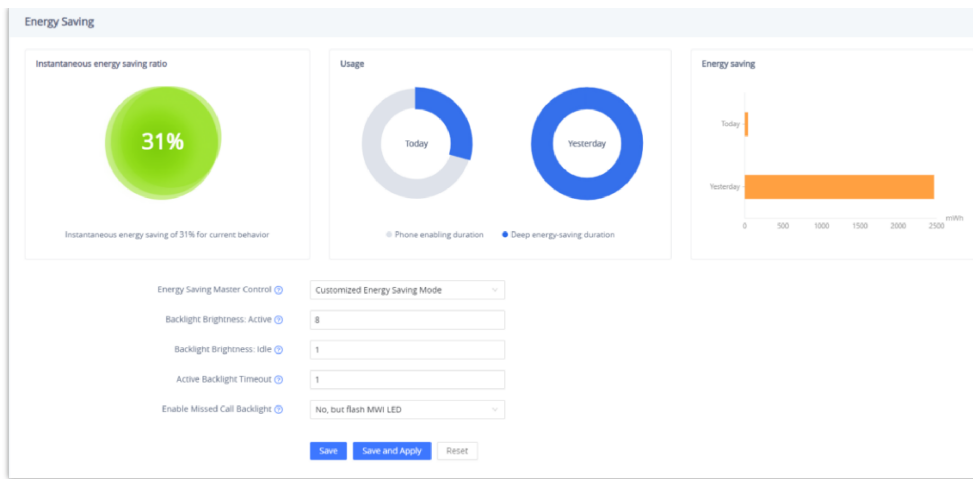 Energy Saving
Instantaneous energy saving ratio
31%
Instantaneous energy saving of 31% for current behavior
Usage
Today
Yesterday
Phone enabling duration
Deep energy-saving duration
Energy saving
Today
Yesterday
mWh
0 500 1000 1500 2000 2500
Energy Saving Master Control ? Customized Energy Saving Mode
Backlight Brightness: Active ? 8
Backlight Brightness: Idle ? 1
Active Backlight Timeout ? 1
Enable Missed Call Backlight ? No, but flash MWI LED
Save Save and Apply Reset